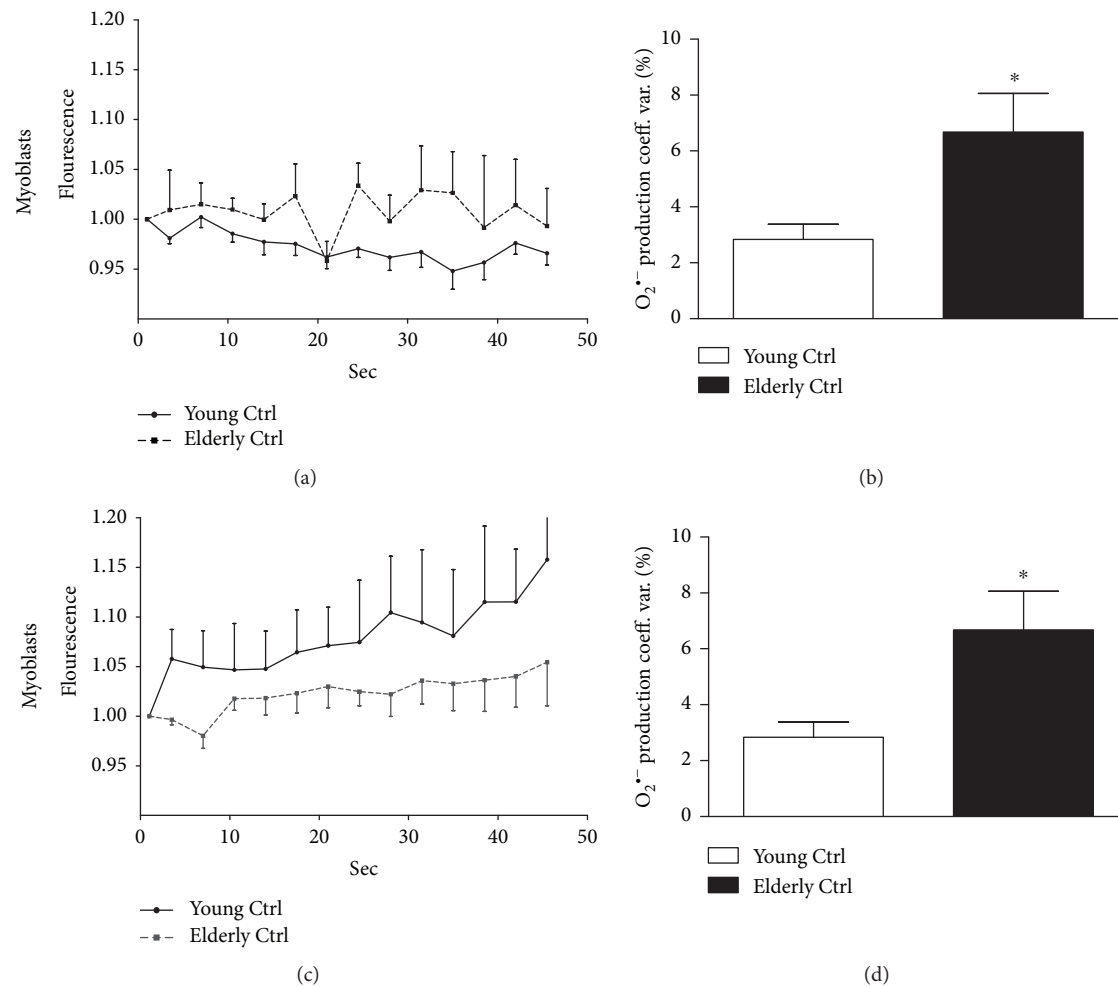 1.20
1.15
1.10
1.05
1.00
0.95
Myoblasts
Flourescence
0
10
20
30
40
50
Sec
Young Ctrl
Elderly Ctrl
(a)
10
8
6
4
2
0
O₂•− production coeff. var. (%)
*
Young Ctrl
Elderly Ctrl
(b)
1.20
1.15
1.10
1.05
1.00
0.95
Myoblasts
Flourescence
0
10
20
30
40
50
Sec
Young Ctrl
Elderly Ctrl
(c)
10
8
6
4
2
0
O₂•− production coeff. var. (%)
*
Young Ctrl
Elderly Ctrl
(d)